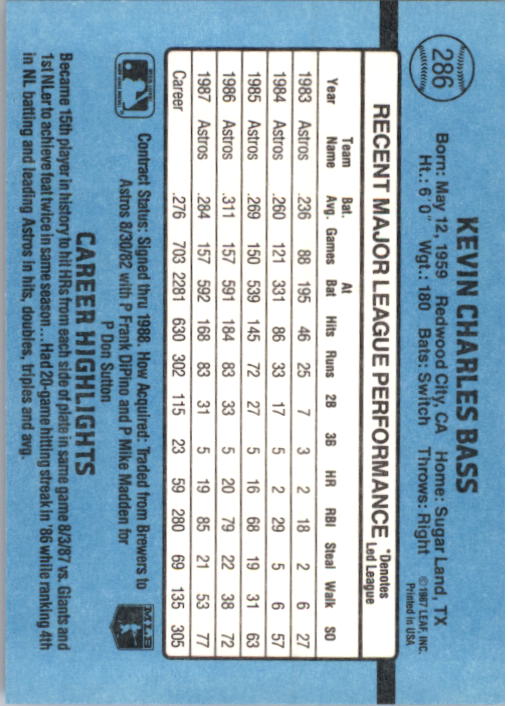 286
KEVIN CHARLES BASS
Born: May 12, 1959 Redwood City, CA Home: Sugar Land, TX
Ht.: 6'0" Wgt.: 180 Bats: Switch Throws: Right
©1987 LEAF, INC.
Printed in USA
RECENT MAJOR LEAGUE PERFORMANCE *Denotes Led League
Year Team Name Bat. Avg. Games At Bat Hits Runs 2B 3B HR RBI Steal Walk SO
1983 Astros .236 88 195 46 25 7 3 2 18 2 6 27
1984 Astros .260 121 331 86 33 17 5 2 29 5 6 57
1985 Astros .269 150 539 145 72 27 5 16 68 19 31 63
1986 Astros .311 157 591 184 83 33 5 20 79 22 38 72
1987 Astros .284 157 592 168 83 31 5 19 85 21 53 77
Career .276 703 2281 630 302 115 23 59 280 69 135 305
Contract Status: Signed thru 1988. How Acquired: Traded from Brewers to
Astros 8/30/82 with P Frank DiPino and P Mike Madden for
P Don Sutton
MLB
CAREER HIGHLIGHTS
Became 15th player in history to hit HRs from each side of plate in same game 8/3/87 vs. Giants and
1st NLer to achieve feat twice in same season . . . Had 20-game hitting streak in '86 while ranking 4th
in NL batting and leading Astros in hits, doubles, triples and avg.